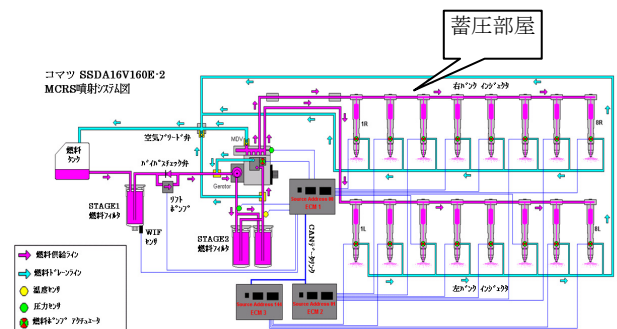 蓄圧部屋
コマツ SSDA16V160E-2
MCRS噴射システム図
右バンク インジェクタ
1R
8R
空気ブリード弁
MDV
燃料
タンク
バイパスチェック弁
Gerotor
リフト
ポンプ
STAGE1
燃料フィルタ
WIF
センサ
STAGE2
燃料フィルタ
ECM 1
CANデータリンク
1L
8L
左バンク インジェクタ
ECM 3
ECM 2
燃料供給ライン
燃料ドレーンライン
温度センサ
圧力センサ
燃料ポンプ アクチュエータ